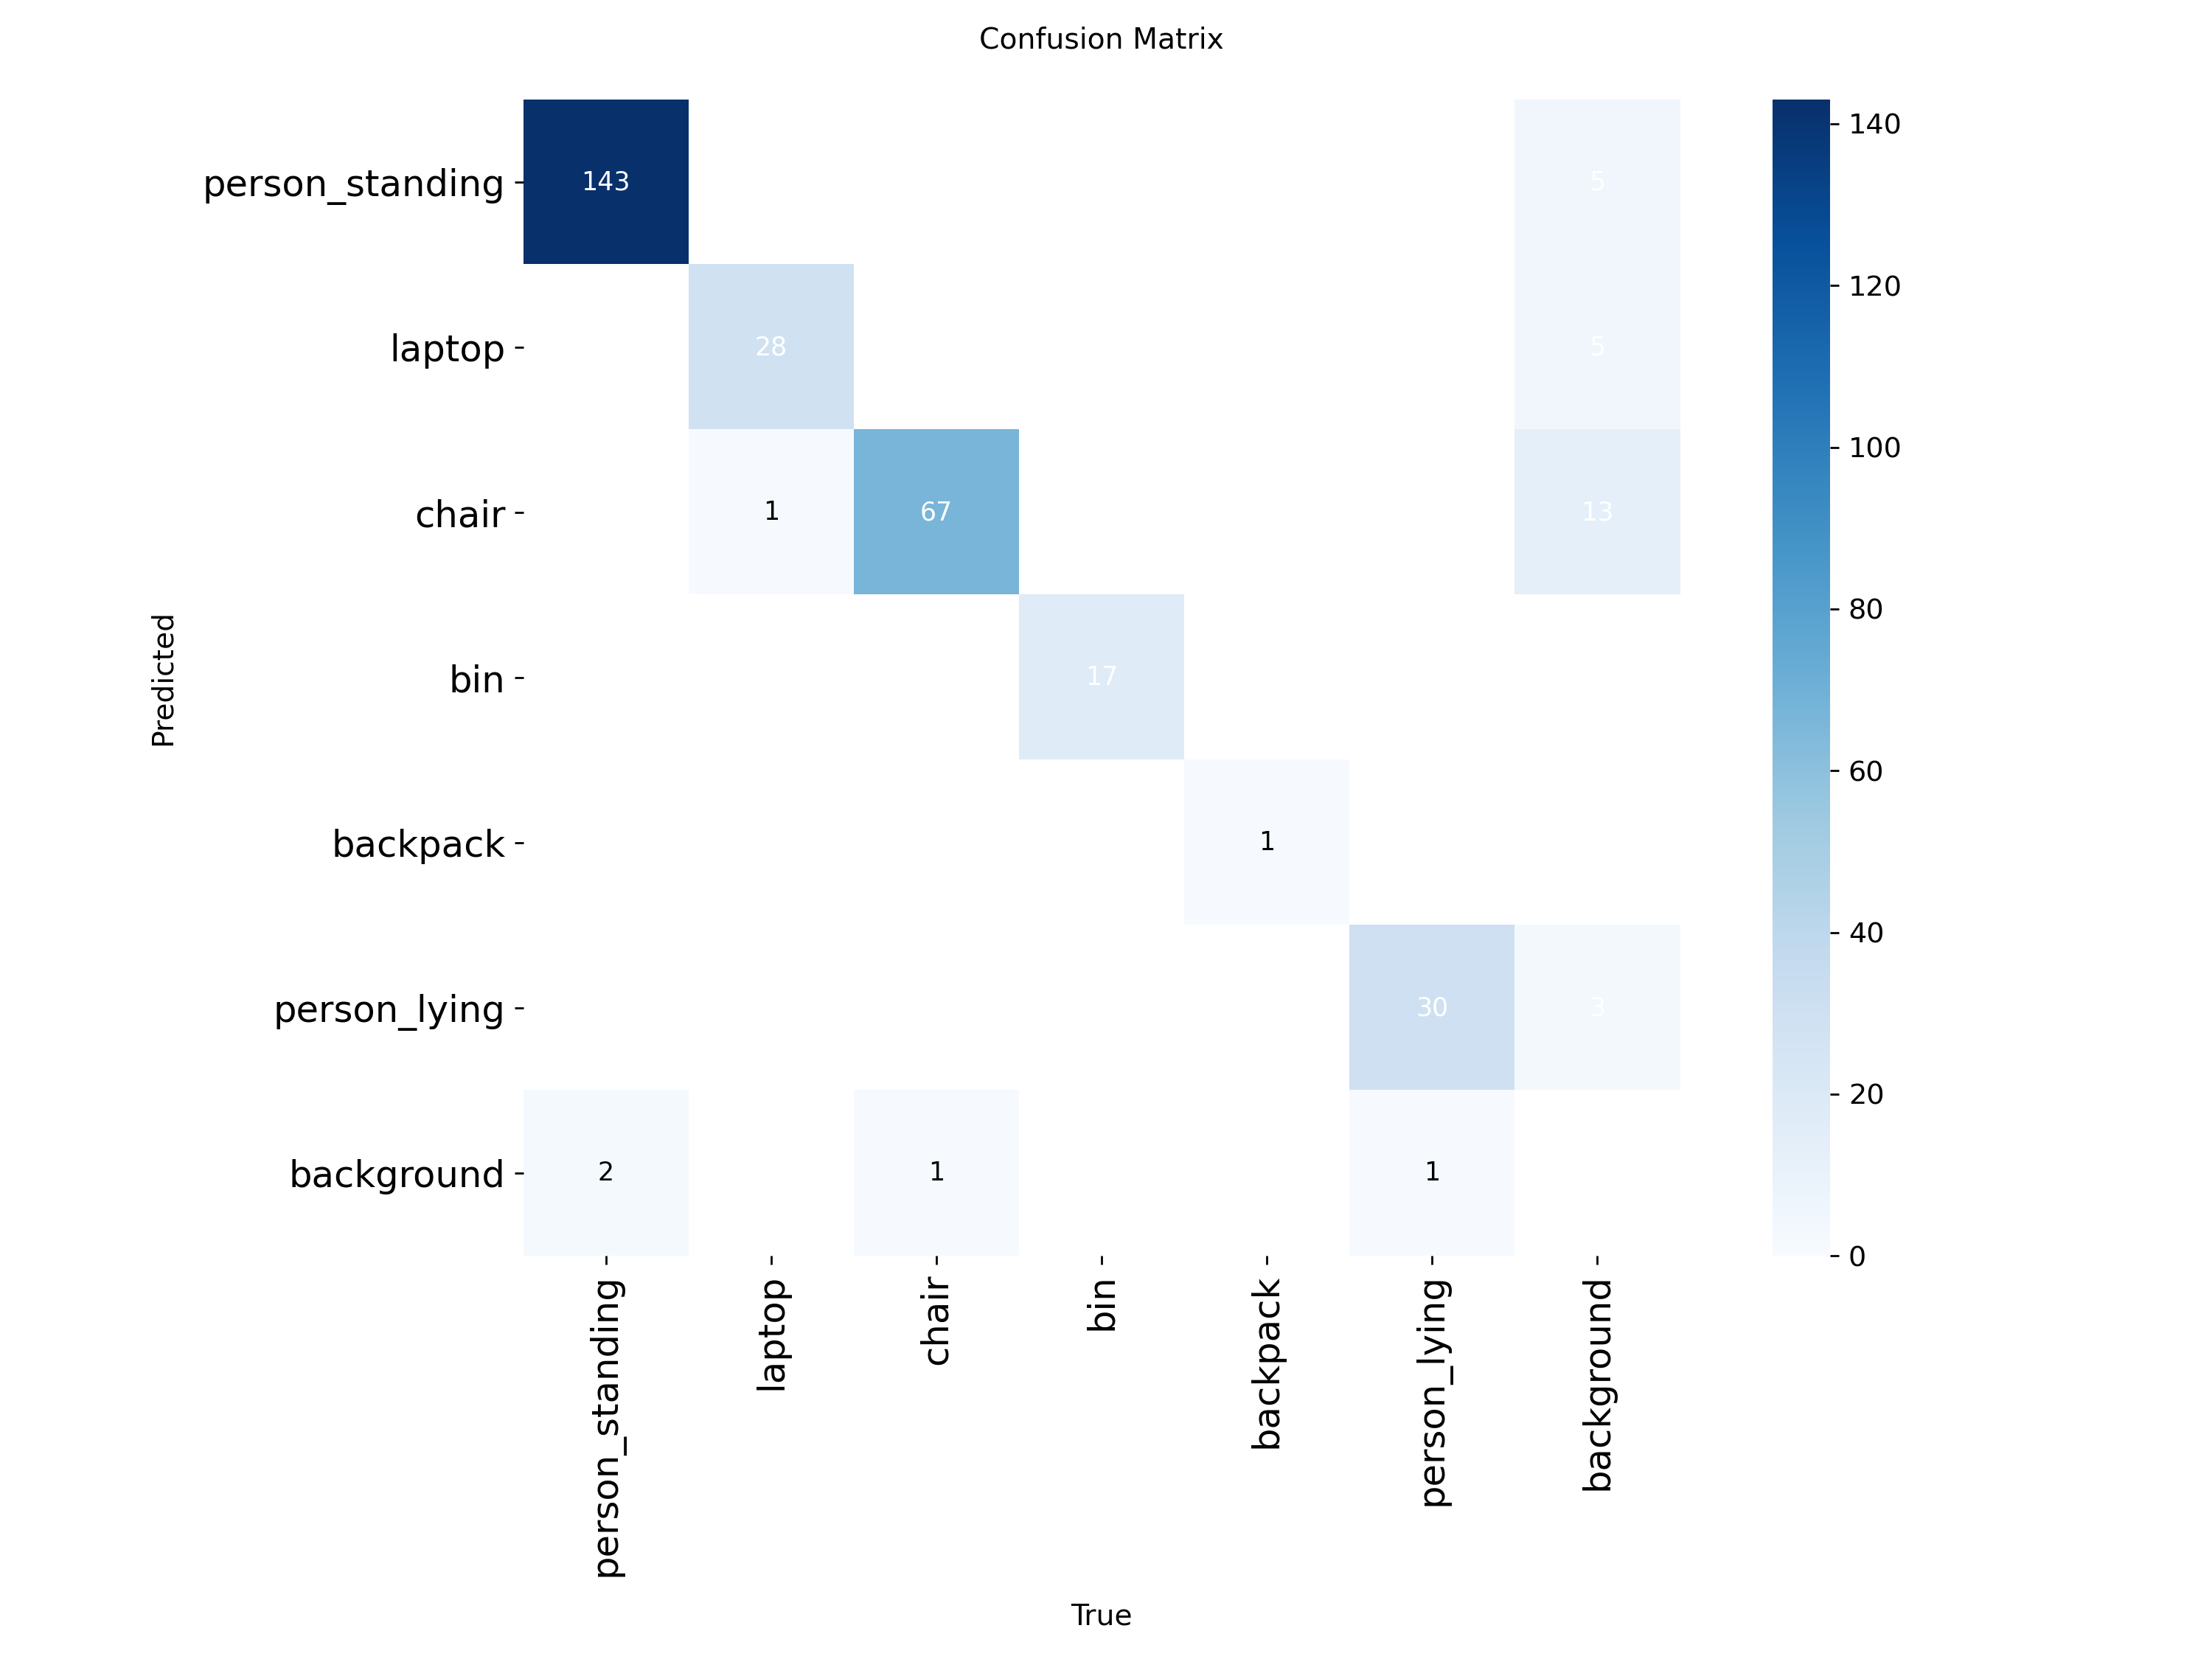 Confusion Matrix
person_standing
143
5
140
120
laptop
28
5
100
chair
1
67
13
80
Predicted
bin
17
60
backpack
1
40
person_lying
30
3
20
background
2
1
1
0
person_standing
laptop
chair
bin
backpack
person_lying
background
True